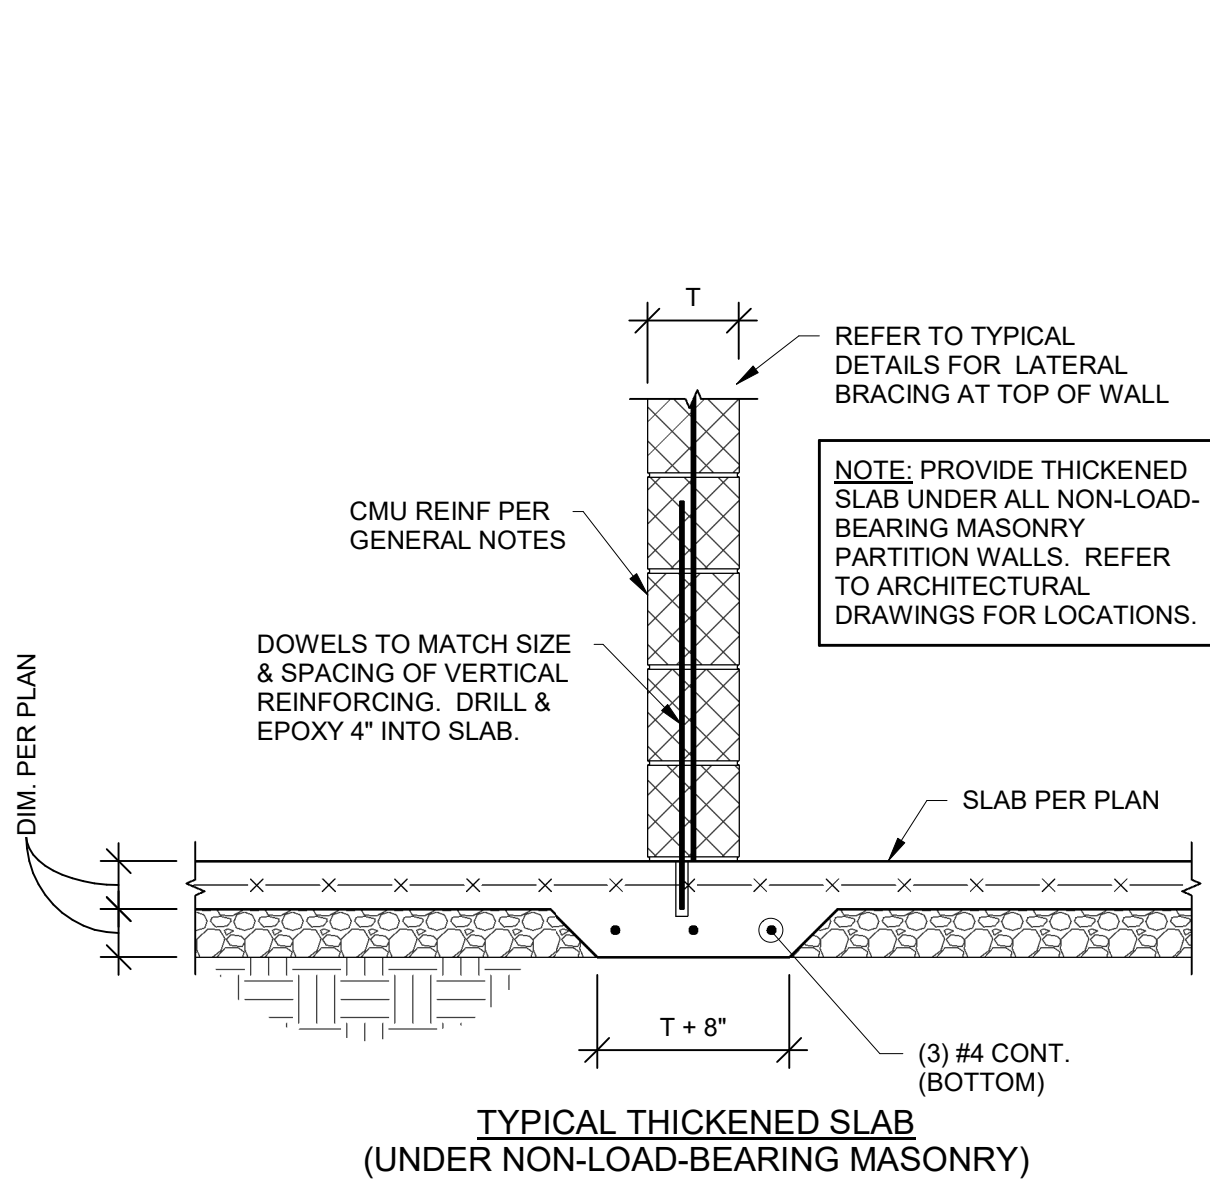 T
REFER TO TYPICAL
DETAILS FOR LATERAL
BRACING AT TOP OF WALL
NOTE: PROVIDE THICKENED
SLAB UNDER ALL NON-LOAD-
BEARING MASONRY
PARTITION WALLS. REFER
TO ARCHITECTURAL
DRAWINGS FOR LOCATIONS.
CMU REINF PER
GENERAL NOTES
DOWELS TO MATCH SIZE
& SPACING OF VERTICAL
REINFORCING. DRILL &
EPOXY 4" INTO SLAB.
DIM. PER PLAN
SLAB PER PLAN
T + 8"
(3) #4 CONT.
(BOTTOM)
TYPICAL THICKENED SLAB
(UNDER NON-LOAD-BEARING MASONRY)